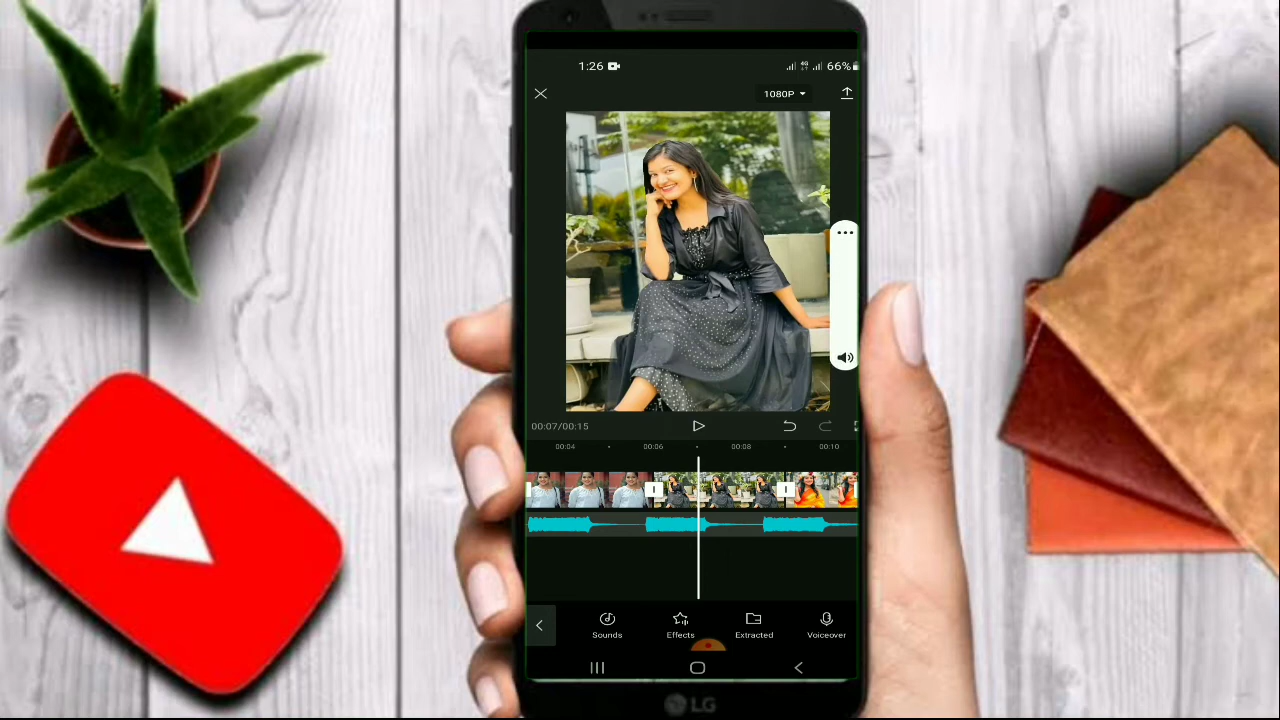 1:26
4G
66%
1080P
00:07/00:15
00:04
00:06
00:08
00:10
Sounds
Effects
Extracted
Voiceover
LG